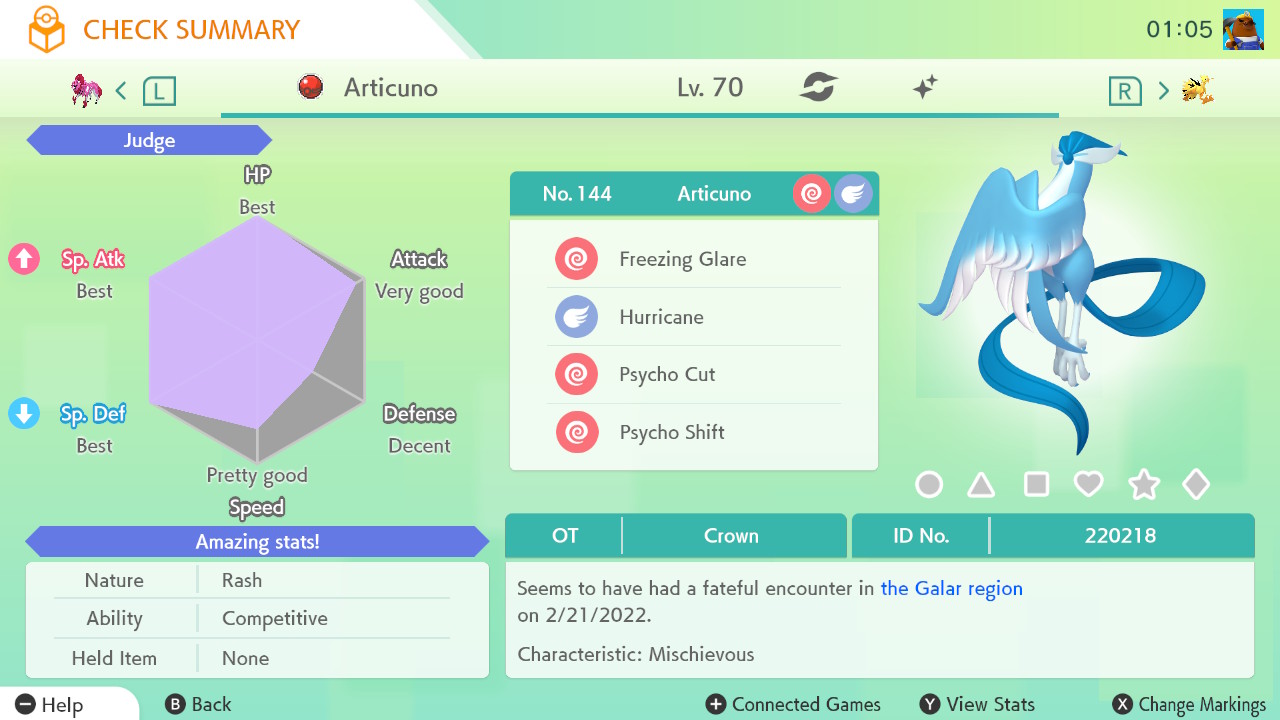 CHECK SUMMARY
01:05
L
Articuno
Lv. 70
R
Judge
HP
Best
Sp. Atk
Best
Attack
Very good
Sp. Def
Best
Defense
Decent
Pretty good
Speed
Amazing stats!
Nature Rash
Ability Competitive
Held Item None
No. 144 Articuno
Freezing Glare
Hurricane
Psycho Cut
Psycho Shift
OT Crown
ID No. 220218
Seems to have had a fateful encounter in the Galar region
on 2/21/2022.
Characteristic: Mischievous
Help
B Back
Connected Games
Y View Stats
X Change Markings